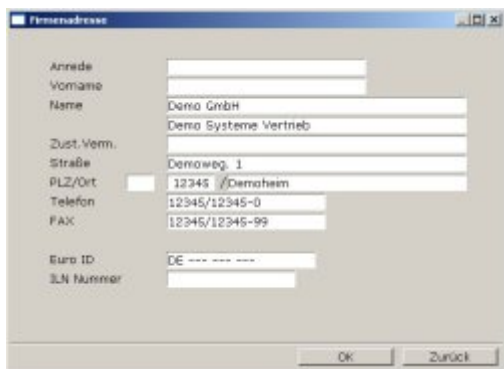 Firmenadresse
Anrede
Vorname
Name Demo GmbH
Demo Systeme Vertrieb
Zust.Verm.
Straße Demoweg. 1
PLZ/Ort 12345 /Demoheim
Telefon 12345/12345-0
FAX 12345/12345-99
Euro ID DE --- --- ---
ILN Nummer
OK Zurück